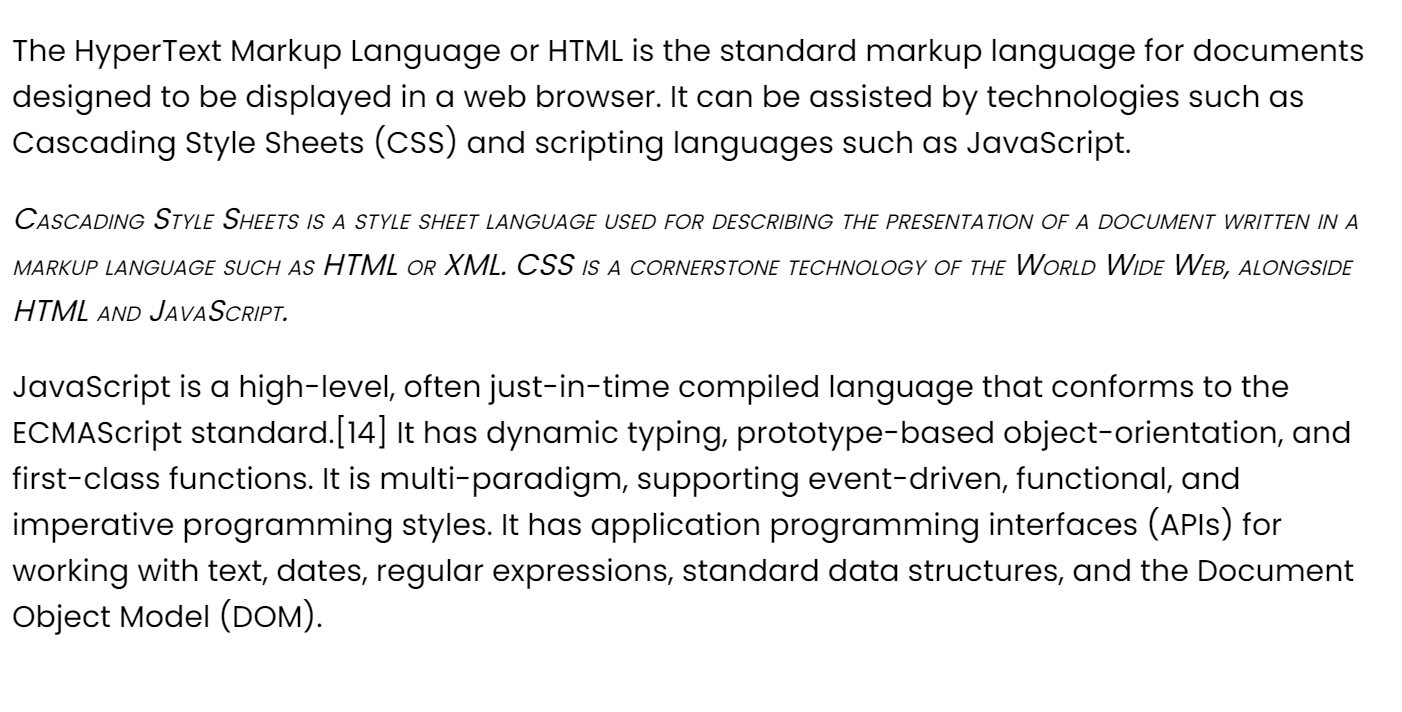 The HyperText Markup Language or HTML is the standard markup language for documents
designed to be displayed in a web browser. It can be assisted by technologies such as
Cascading Style Sheets (CSS) and scripting languages such as JavaScript.
Cascading Style Sheets is a style sheet language used for describing the presentation of a document written in a
markup language such as HTML or XML. CSS is a cornerstone technology of the World Wide Web, alongside
HTML and JavaScript.
JavaScript is a high-level, often just-in-time compiled language that conforms to the
ECMAScript standard.[14] It has dynamic typing, prototype-based object-orientation, and
first-class functions. It is multi-paradigm, supporting event-driven, functional, and
imperative programming styles. It has application programming interfaces (APIs) for
working with text, dates, regular expressions, standard data structures, and the Document
Object Model (DOM).